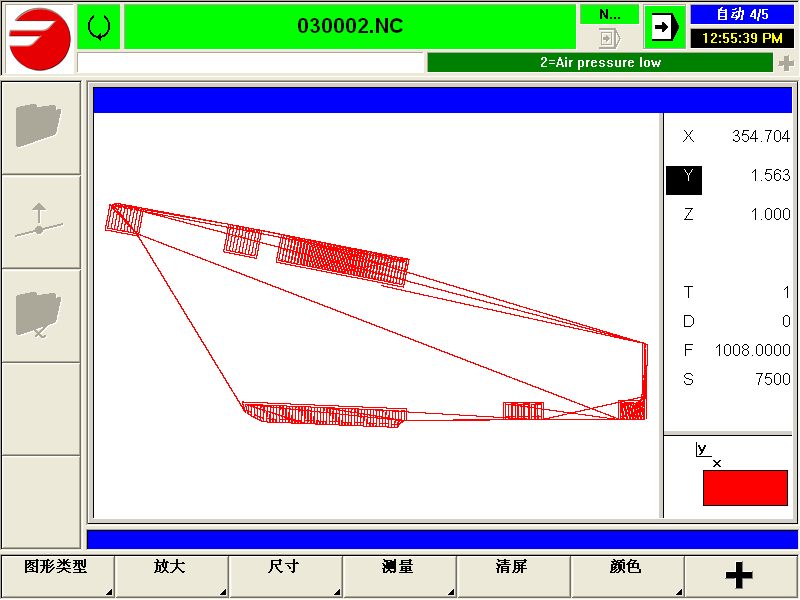 030002.NC
N...
自动 4/5
12:55:39 PM
2=Air pressure low
X 354.704
Y 1.563
Z 1.000
T 1
D 0
F 1008.0000
S 7500
y
x
图形类型 放大 尺寸 测量 清屏 颜色